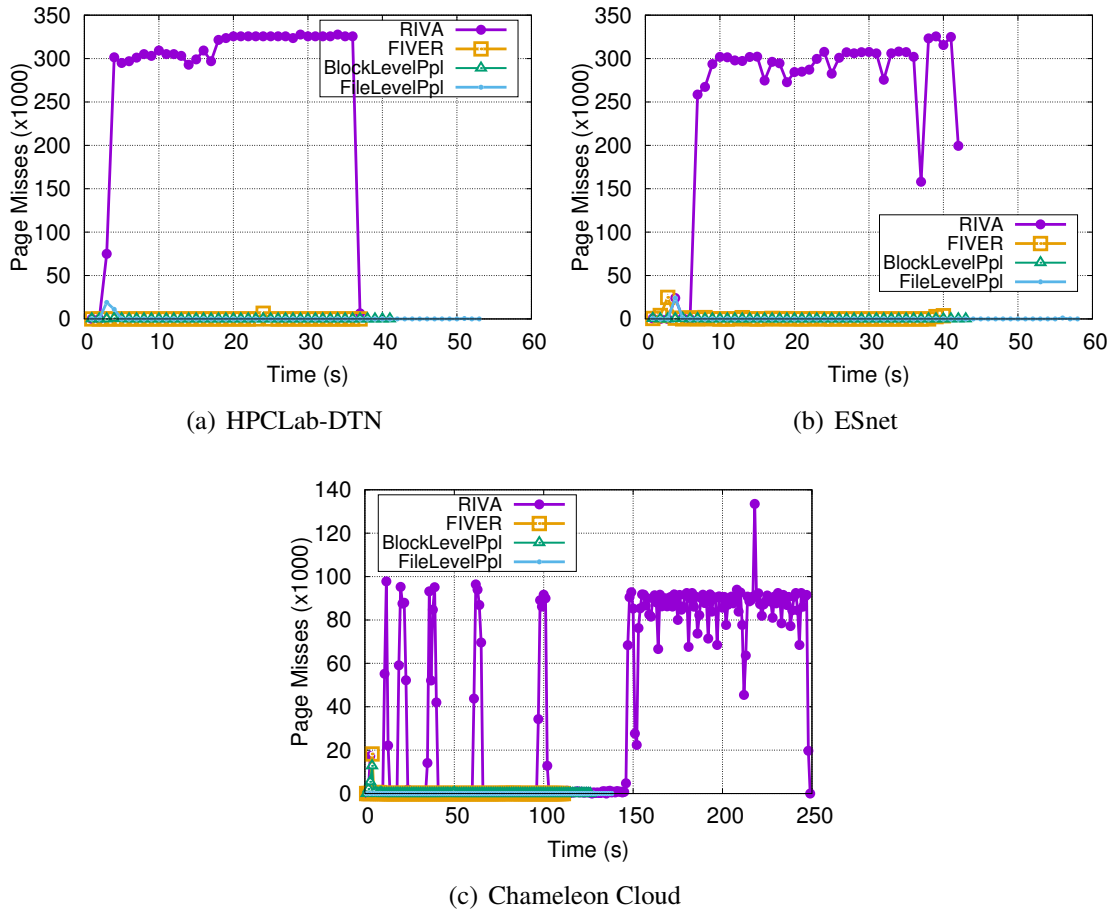 350
300
250
200
150
100
50
0
Page Misses (x1000)
RIVA
FIVER
BlockLevelPpl
FileLevelPpl
0 10 20 30 40 50 60
Time (s)
(a) HPCLab-DTN
350
300
250
200
150
100
50
0
Page Misses (x1000)
RIVA
FIVER
BlockLevelPpl
FileLevelPpl
0 10 20 30 40 50 60
Time (s)
(b) ESnet
140
120
100
80
60
40
20
0
Page Misses (x1000)
RIVA
FIVER
BlockLevelPpl
FileLevelPpl
0 50 100 150 200 250
Time (s)
(c) Chameleon Cloud